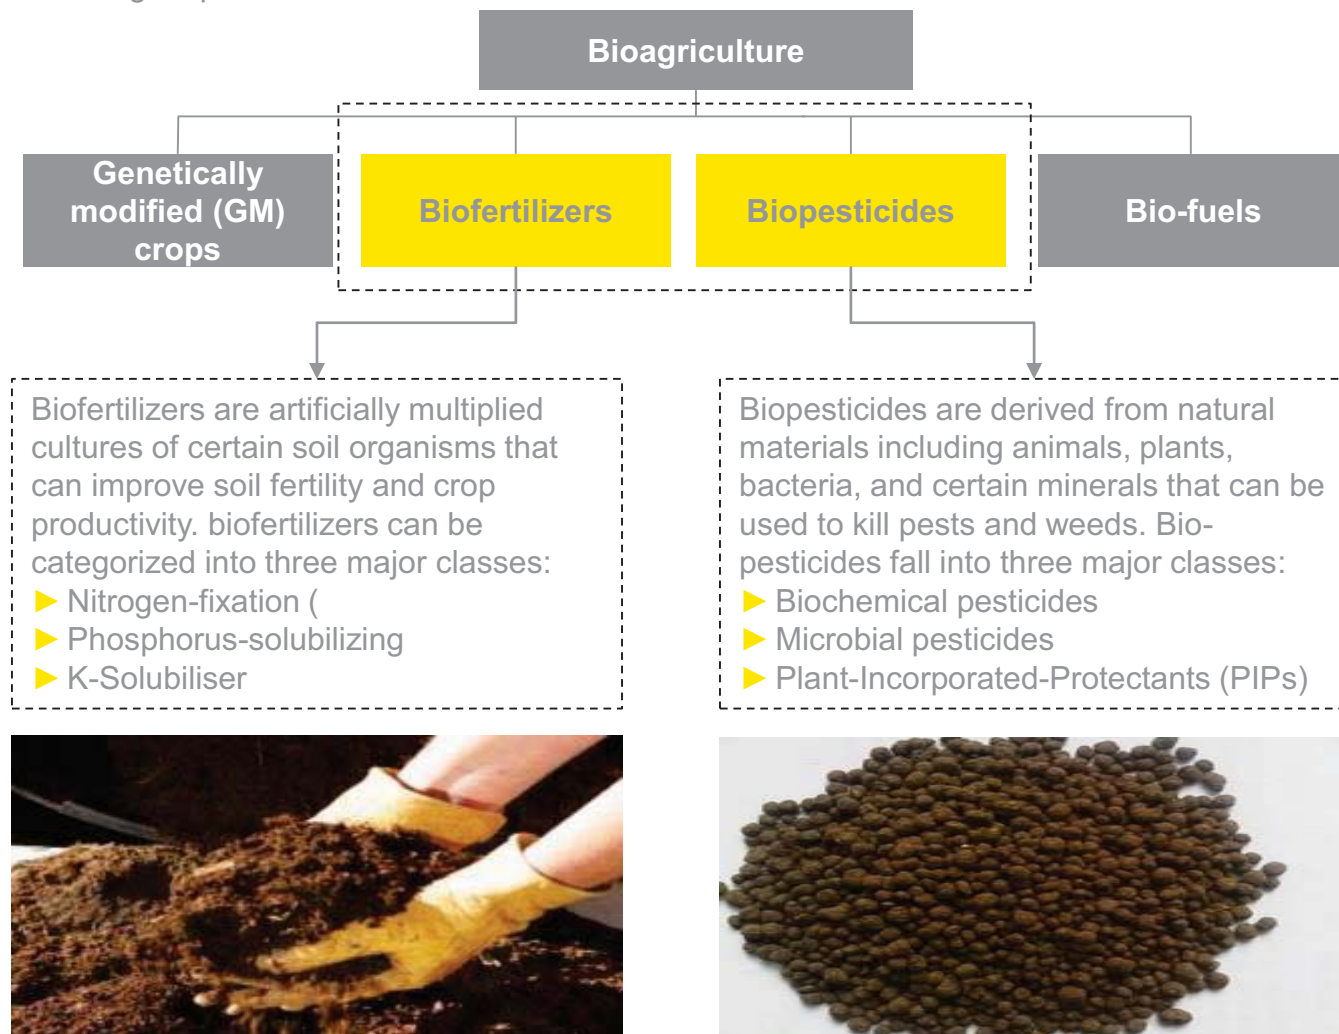 Bioagriculture
Genetically
modified (GM)
crops
Biofertilizers
Biopesticides
Bio-fuels
Biofertilizers are artificially multiplied
cultures of certain soil organisms that
can improve soil fertility and crop
productivity. biofertilizers can be
categorized into three major classes:
► Nitrogen-fixation (
► Phosphorus-solubilizing
► K-Solubiliser
Biopesticides are derived from natural
materials including animals, plants,
bacteria, and certain minerals that can be
used to kill pests and weeds. Bio-
pesticides fall into three major classes:
► Biochemical pesticides
► Microbial pesticides
► Plant-Incorporated-Protectants (PIPs)